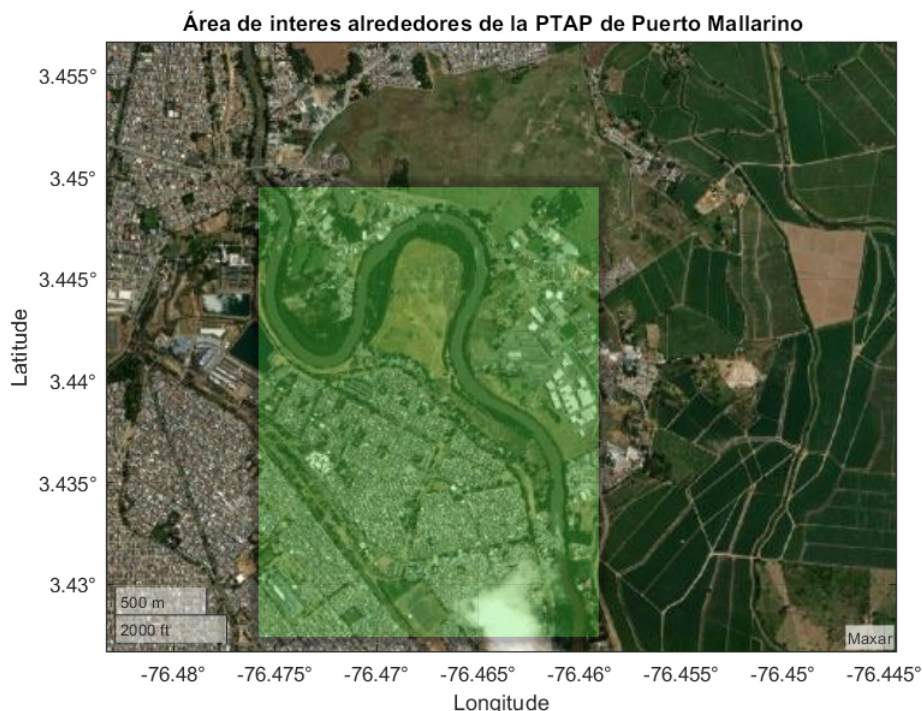 Área de interes alrededores de la PTAP de Puerto Mallarino
3.455°
3.45°
3.445°
3.44°
3.435°
3.43°
Latitude
500 m
2000 ft
Maxar
-76.48°
-76.475°
-76.47°
-76.465°
-76.46°
-76.455°
-76.45°
-76.445°
Longitude